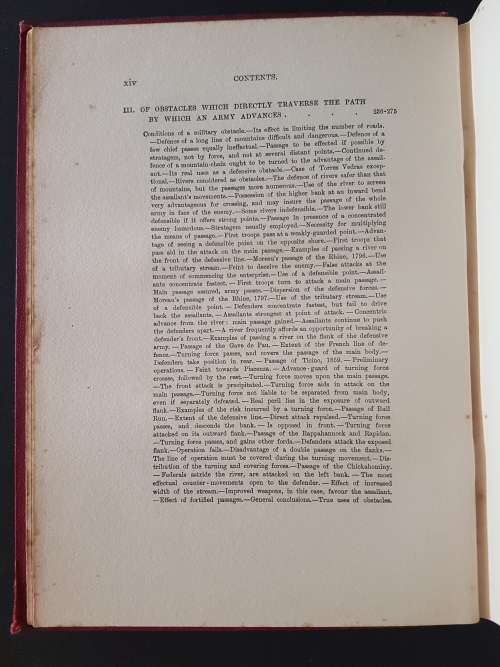 xiv
CONTENTS.
III. OF OBSTACLES WHICH DIRECTLY TRAVERSE THE PATH
BY WHICH AN ARMY ADVANCES . . . . 236-275
Conditions of a military obstacle.—Its effect in limiting the number of roads.
—Defence of a long line of mountains difficult and dangerous.—Defence of a
few chief passes equally ineffectual.—Passage to be effected if possible by
stratagem, not by force, and not at several distant points.—Continued de-
fence of a mountain-chain ought to be turned to the advantage of the assail-
ant.—Its real uses as a defensive obstacle.—Case of Torres Vedras excep-
tional.—Rivers considered as obstacles.—The defence of rivers safer than that
of mountains, but the passages more numerous.—Use of the river to screen
the assailant's movements.—Possession of the higher bank at an inward bend
very advantageous for crossing, and may insure the passage of the whole
army in face of the enemy.—Some rivers indefensible.—The lower bank still
defensible if it offers strong points.—Passage in presence of a concentrated
enemy hazardous.—Stratagem usually employed.—Necessity for multiplying
the means of passage.—First troops pass at a weakly-guarded point.—Advan-
tage of seizing a defensible point on the opposite shore.—First troops that
pass aid in the attack on the main passage.—Examples of passing a river on
the front of the defensive line.—Moreau's passage of the Rhine, 1796.—Use
of a tributary stream.—Feint to deceive the enemy.—False attacks at the
moment of commencing the enterprise.—Use of a defensible point.—Assail-
ants concentrate fastest.—First troops turn to attack a main passage.—
Main passage assured, army passes.—Dispersion of the defensive forces.—
Moreau's passage of the Rhine, 1797.—Use of the tributary stream.—Use
of a defensible point.—Defenders concentrate fastest, but fail to drive
back the assailants.—Assailants strongest at point of attack.—Concentric
advance from the river: main passage gained.—Assailants continue to push
the defenders apart.—A river frequently affords an opportunity of breaking a
defender's front.—Examples of passing a river on the flank of the defensive
army.—Passage of the Gave de Pau.—Extent of the French line of de-
fence.—Turning force passes, and covers the passage of the main body.—
Defenders take position in rear.—Passage of Ticino, 1859.—Preliminary
operations.—Feint towards Piacenza.—Advance-guard of turning force
crosses, followed by the rest.—Turning force moves upon the main passage.
—The front attack is precipitated.—Turning force aids in attack on the
main passage.—Turning force not liable to be separated from main body,
even if separately defeated.—Real peril lies in the exposure of outward
flank.—Examples of the risk incurred by a turning force.—Passage of Bull
Run.—Extent of the defensive line.—Direct attack repulsed.—Turning force
passes, and descends the bank.—Is opposed in front.—Turning force
attacked on its outward flank.—Passage of the Rappahannock and Rapidan.
—Turning force passes, and gains other fords.—Defenders attack the exposed
flank.—Operation fails.—Disadvantage of a double passage on the flanks.—
The line of operation must be covered during the turning movement.—Dis-
tribution of the turning and covering forces.—Passage of the Chickahominy.
—Federals astride the river, are attacked on the left bank.—The most
effectual counter-movements open to the defender.—Effect of increased
width of the stream.—Improved weapons, in this case, favour the assailant.
—Effect of fortified passages.—General conclusions.—True uses of obstacles.